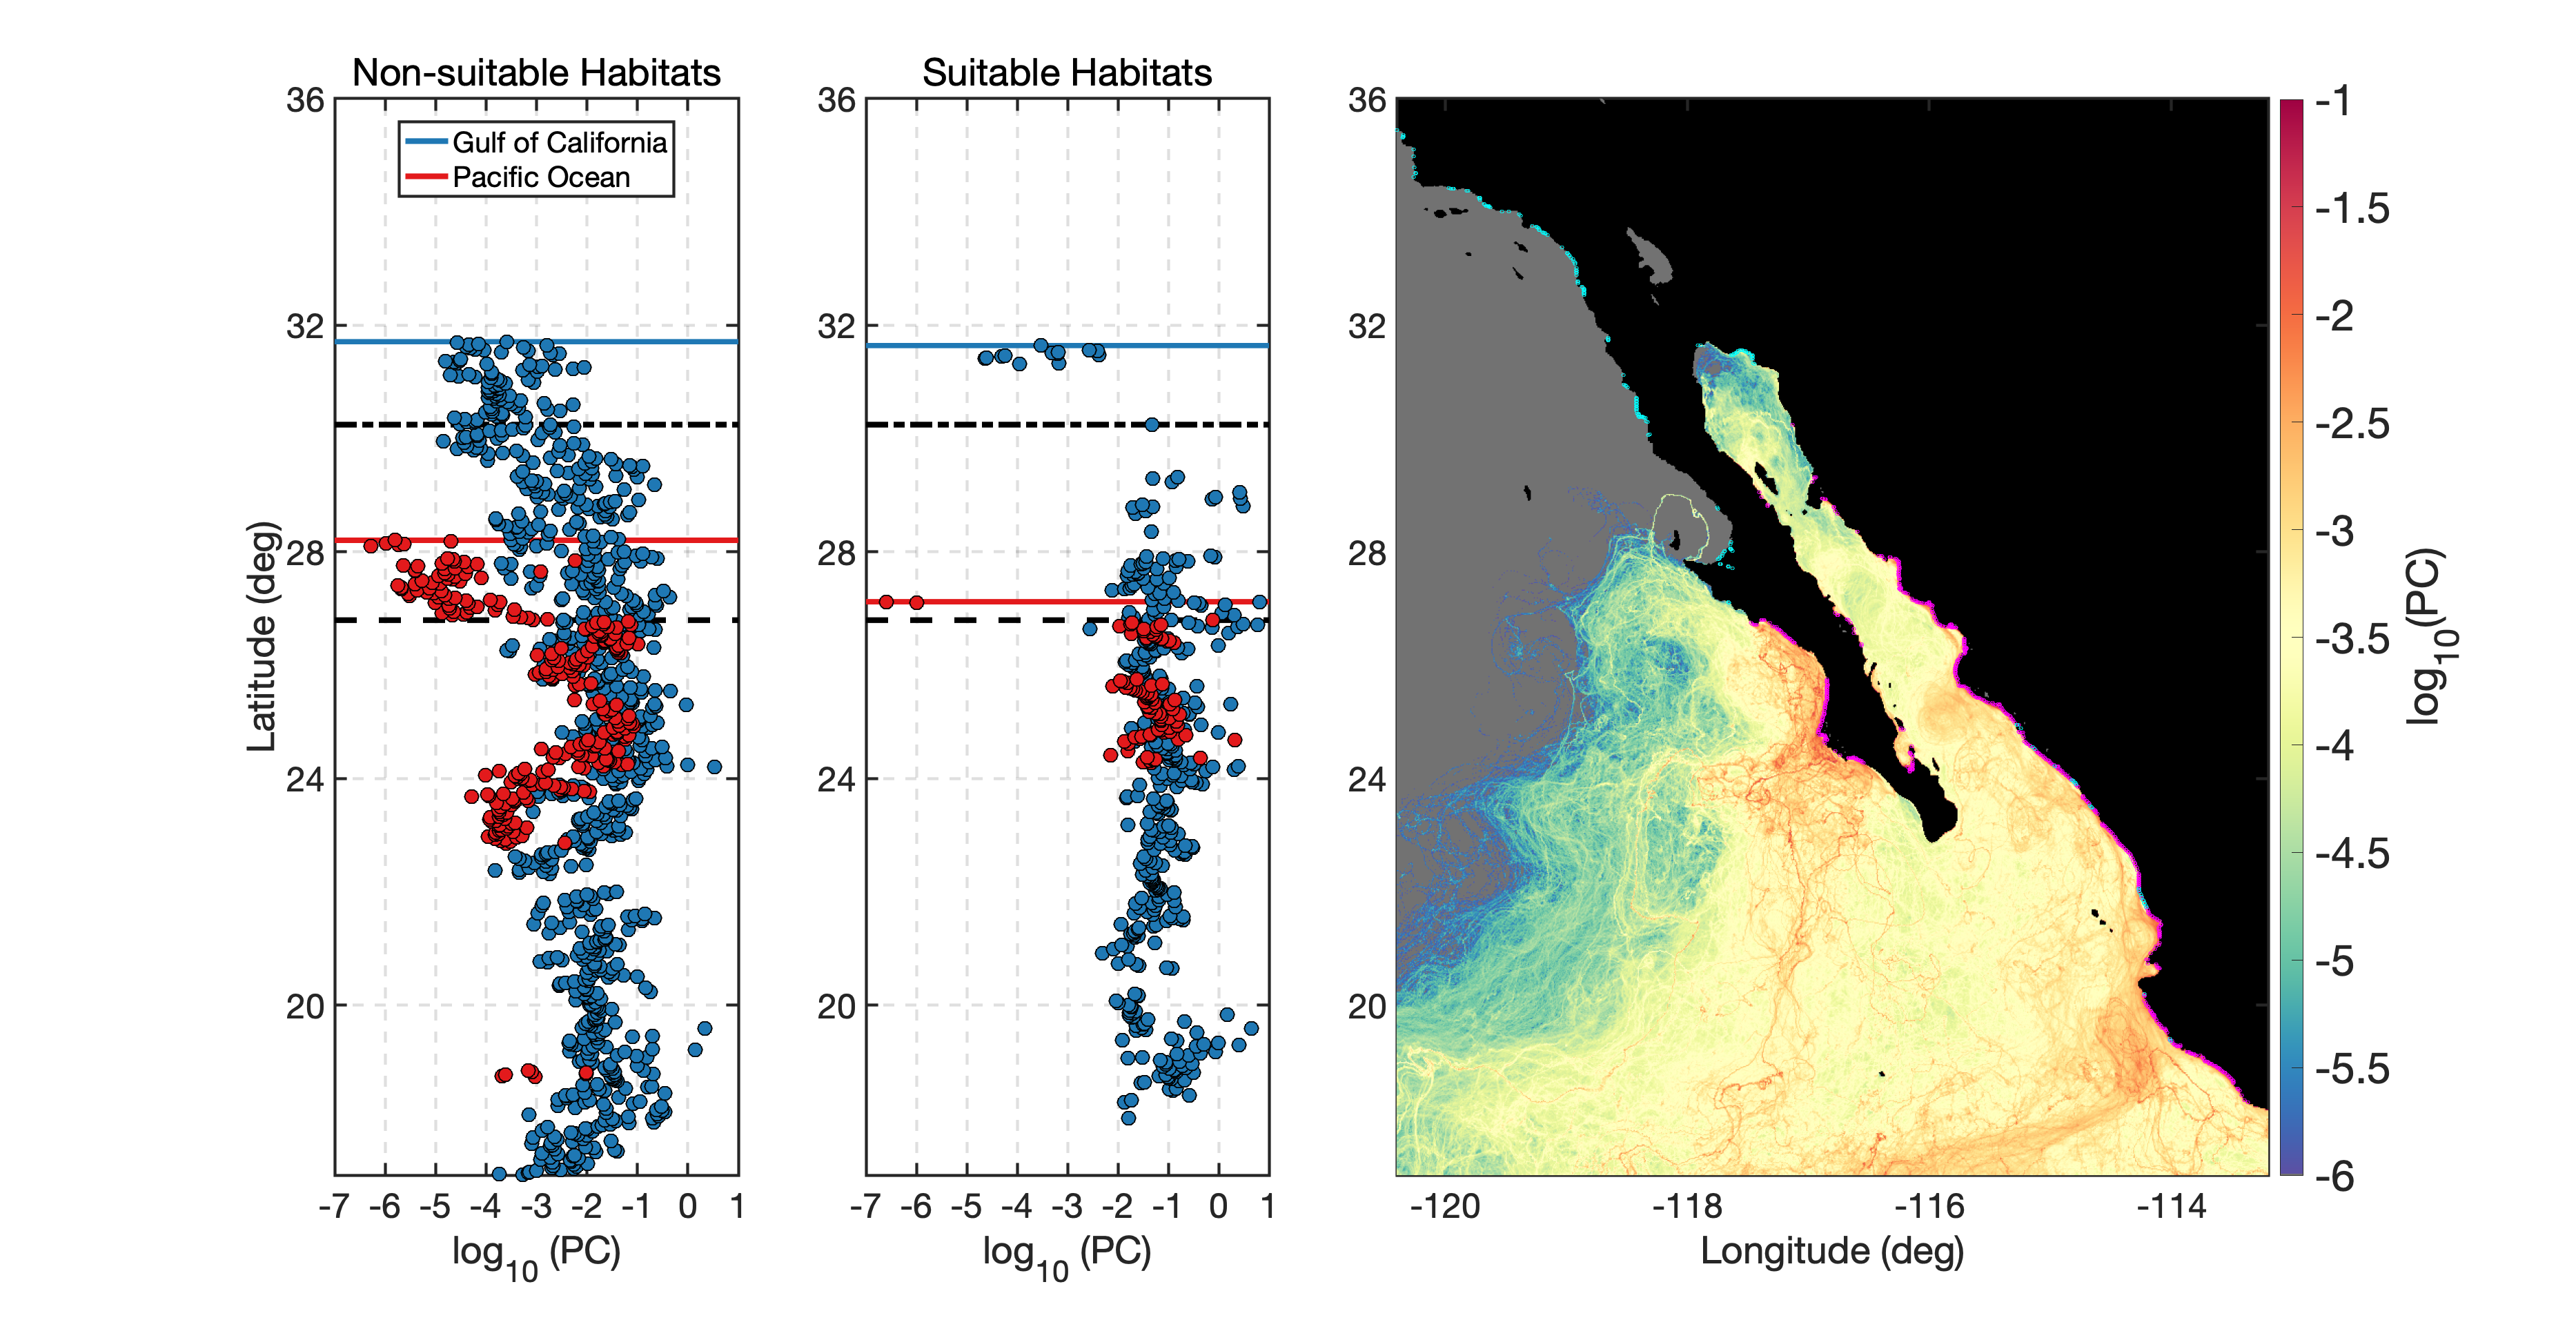 Non-suitable Habitats
36
32
28
24
20
Latitude (deg)
Gulf of California
Pacific Ocean
-7 -6 -5 -4 -3 -2 -1 0 1
log10 (PC)
Suitable Habitats
36
32
28
24
20
-7 -6 -5 -4 -3 -2 -1 0 1
log10 (PC)
36
32
28
24
20
-120 -118 -116 -114
Longitude (deg)
-1
-1.5
-2
-2.5
-3
-3.5
-4
-4.5
-5
-5.5
-6
log10(PC)